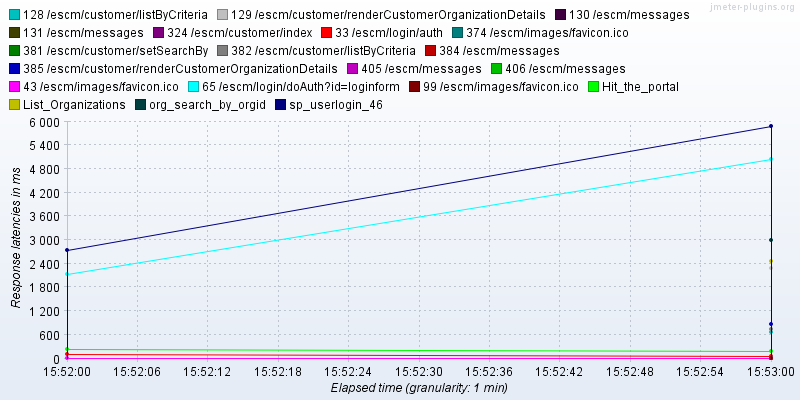 jmeter-plugins.org
128 /escm/customer/listByCriteria 129 /escm/customer/renderCustomerOrganizationDetails 130 /escm/messages
131 /escm/messages 324 /escm/customer/index 33 /escm/login/auth 374 /escm/images/favicon.ico
381 /escm/customer/setSearchBy 382 /escm/customer/listByCriteria 384 /escm/messages
385 /escm/customer/renderCustomerOrganizationDetails 405 /escm/messages 406 /escm/messages
43 /escm/images/favicon.ico 65 /escm/login/doAuth?id=loginform 99 /escm/images/favicon.ico Hit_the_portal
List_Organizations org_search_by_orgid sp_userlogin_46
Response latencies in ms
6 000
5 400
4 800
4 200
3 600
3 000
2 400
1 800
1 200
600
0
15:52:00 15:52:06 15:52:12 15:52:18 15:52:24 15:52:30 15:52:36 15:52:42 15:52:48 15:52:54 15:53:00
Elapsed time (granularity: 1 min)